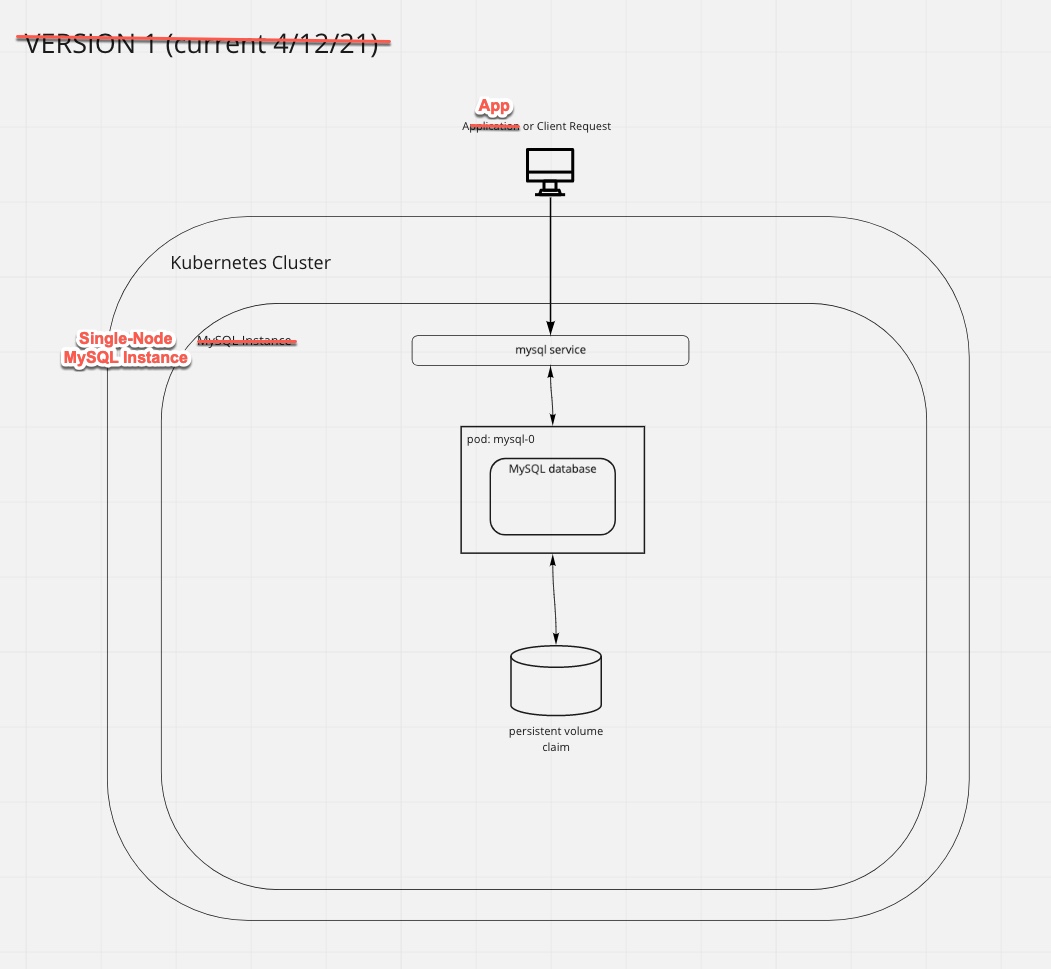 VERSION 1 (current 4/12/21)
App
Application or Client Request
Kubernetes Cluster
Single-Node
MySQL Instance
MySQL Instance
mysql service
pod: mysql-0
MySQL database
persistent volume
claim